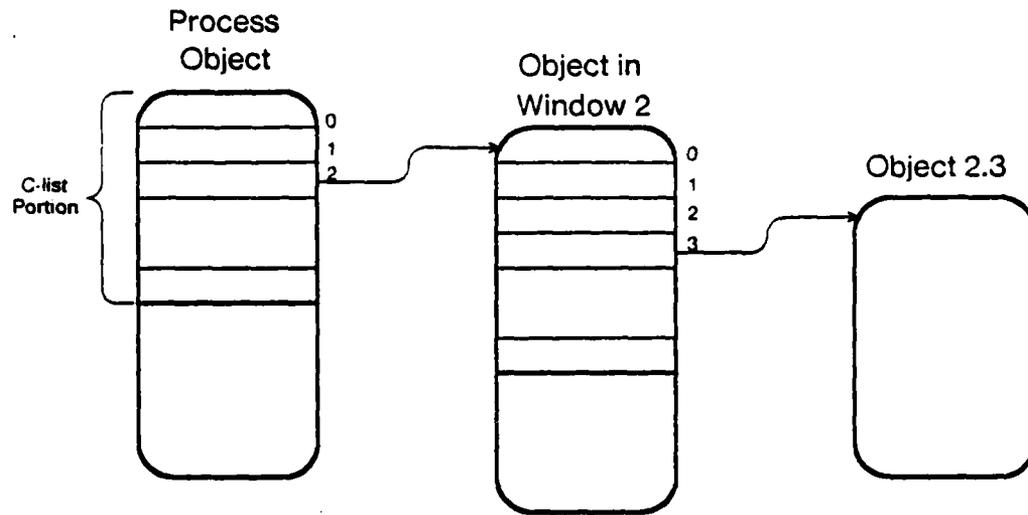 Process
Object
Object in
Window 2
Object 2.3
C-list
Portion
0
1
2
0
1
2
3